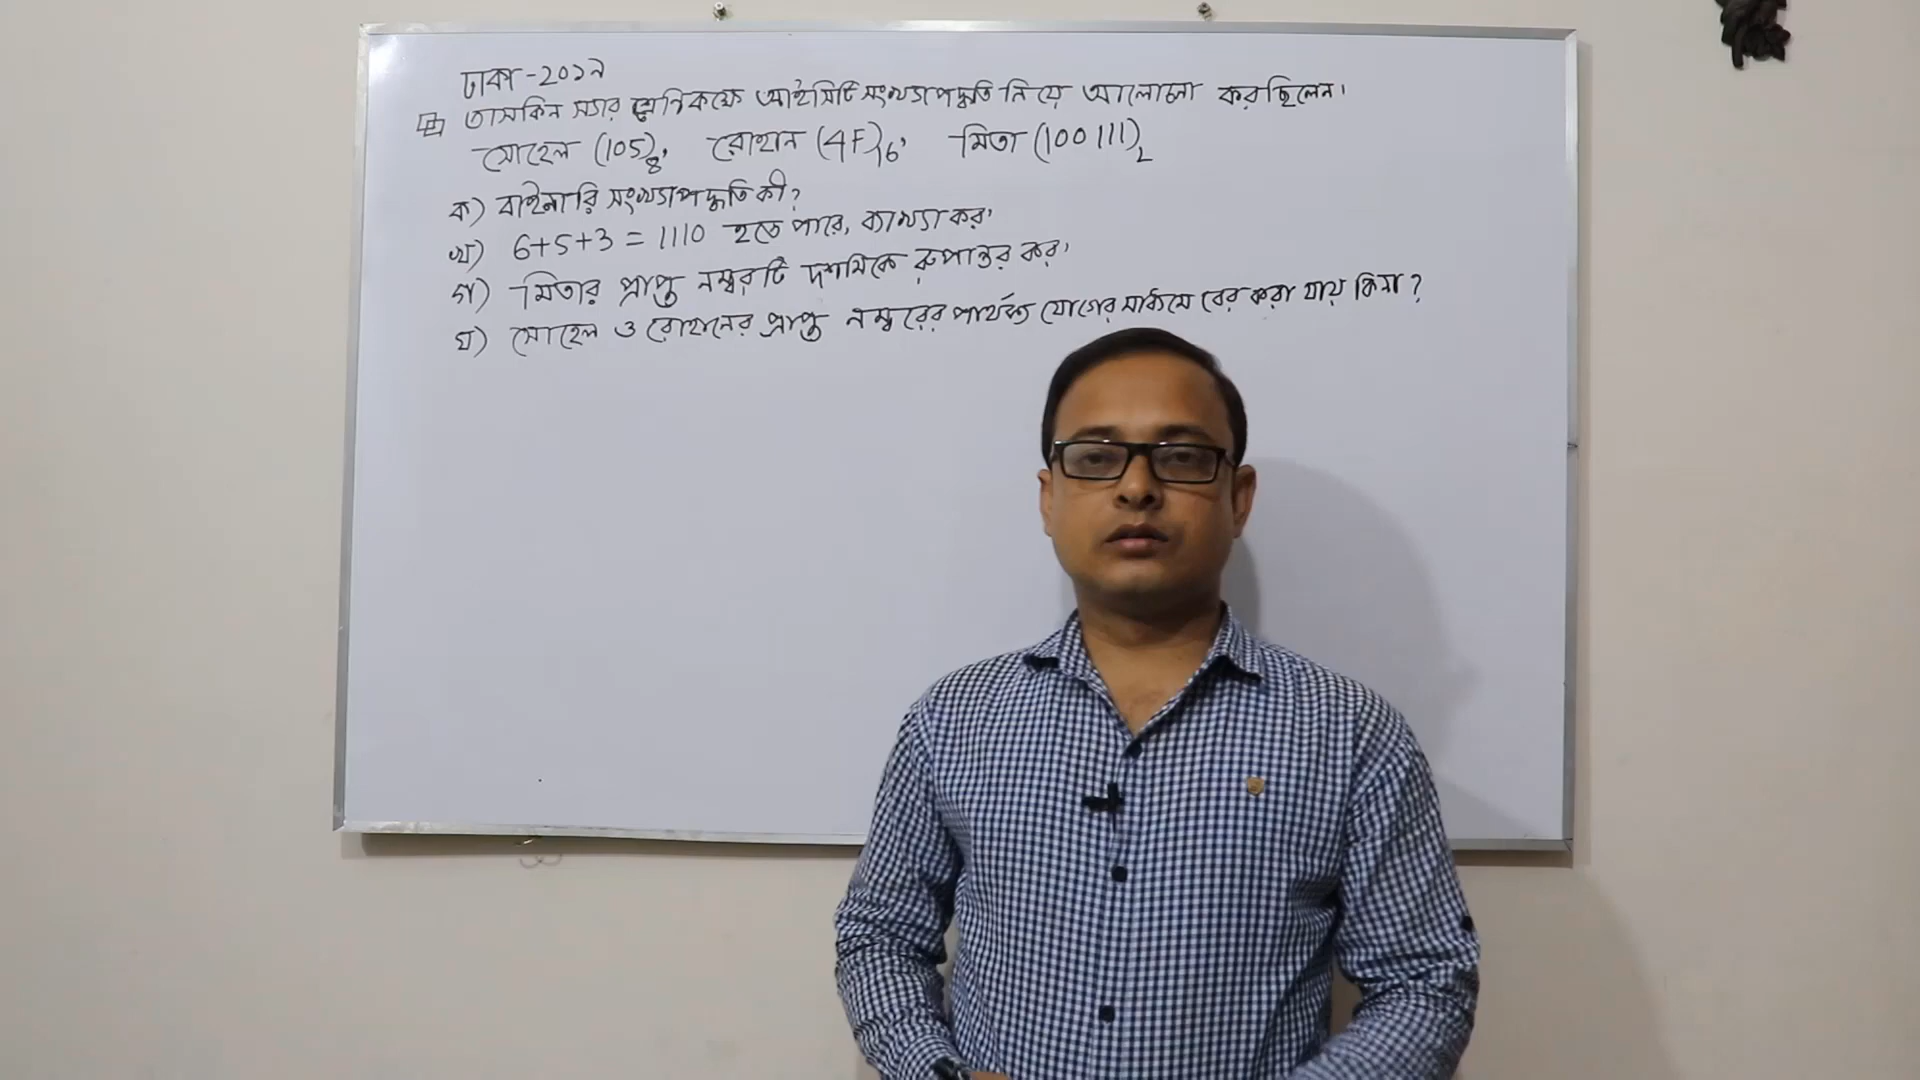 ঢাকা -২০১৭
তাসকিন স্যার শ্রেণিকক্ষে আইসিটি সংখ্যাপদ্ধতি নিয়ে আলোচনা করছিলেন।
সোহেল (105)₈, রোহান (4F)₁₆, মিতা (100111)₂
ক) বাইনারি সংখ্যাপদ্ধতি কী?
খ) 6+5+3 = 1110 হতে পারে, ব্যাখ্যা কর।
গ) মিতার প্রাপ্ত নম্বরটি দশমিকে রুপান্তর কর।
ঘ) সোহেল ও রোহানের প্রাপ্ত নম্বরের পার্থক্য যোগের মাধ্যমে বের করা যায় কিনা?